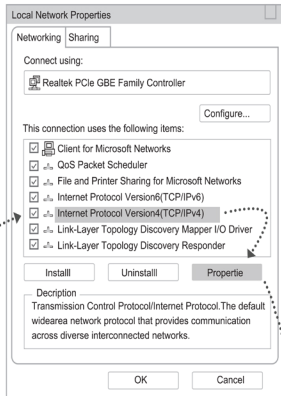 Local Network Properties
Networking Sharing
Connect using:
Realtek PCle GBE Family Controller
Configure...
This connection uses the following items:
Client for Microsoft Networks
QoS Packet Scheduler
File and Printer Sharing for Microsoft Networks
Internet Protocol Version6(TCP/IPv6)
Internet Protocol Version4(TCP/IPv4)
Link-Layer Topology Discovery Mapper I/O Driver
Link-Layer Topology Discovery Responder
Installl Uninstalll Propertie
Decription
Transmission Control Protocol/Internet Protocol.The default
widearea network protocol that provides communication
across diverse interconnected networks.
OK Cancel